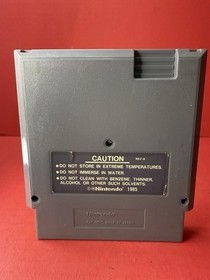 CAUTION
REV-A
•DO NOT STORE IN EXTREME TEMPERATURES.
•DO NOT IMMERSE IN WATER.
•DO NOT CLEAN WITH BENZENE, THINNER,
ALCOHOL OR OTHER SUCH SOLVENTS.
©Nintendo 1985